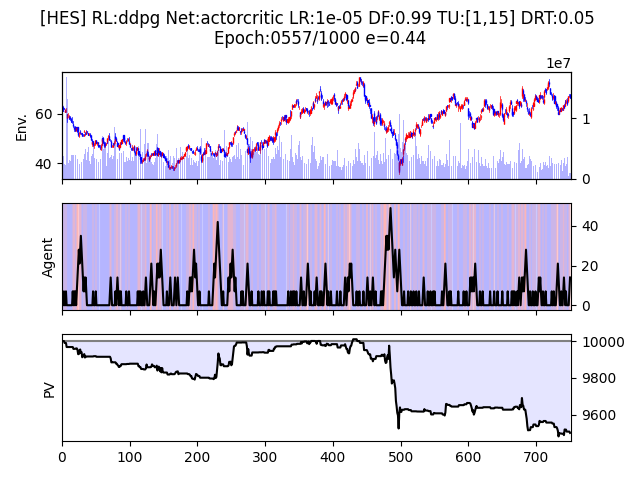 [HES] RL:ddpg Net:actorcritic LR:1e-05 DF:0.99 TU:[1,15] DRT:0.05
Epoch:0557/1000 e=0.44
1e7
Env.
60
40
1
0
Agent
40
20
0
PV
10000
9800
9600
0 100 200 300 400 500 600 700